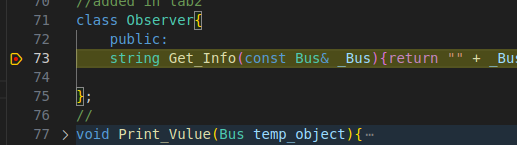 70
//added in lab2
71 class Observer{
72 public:
73 string Get_Info(const Bus& _Bus){return "" + _Bus
74
75 };
76 //
77 void Print_Vulue(Bus temp_object){⋯